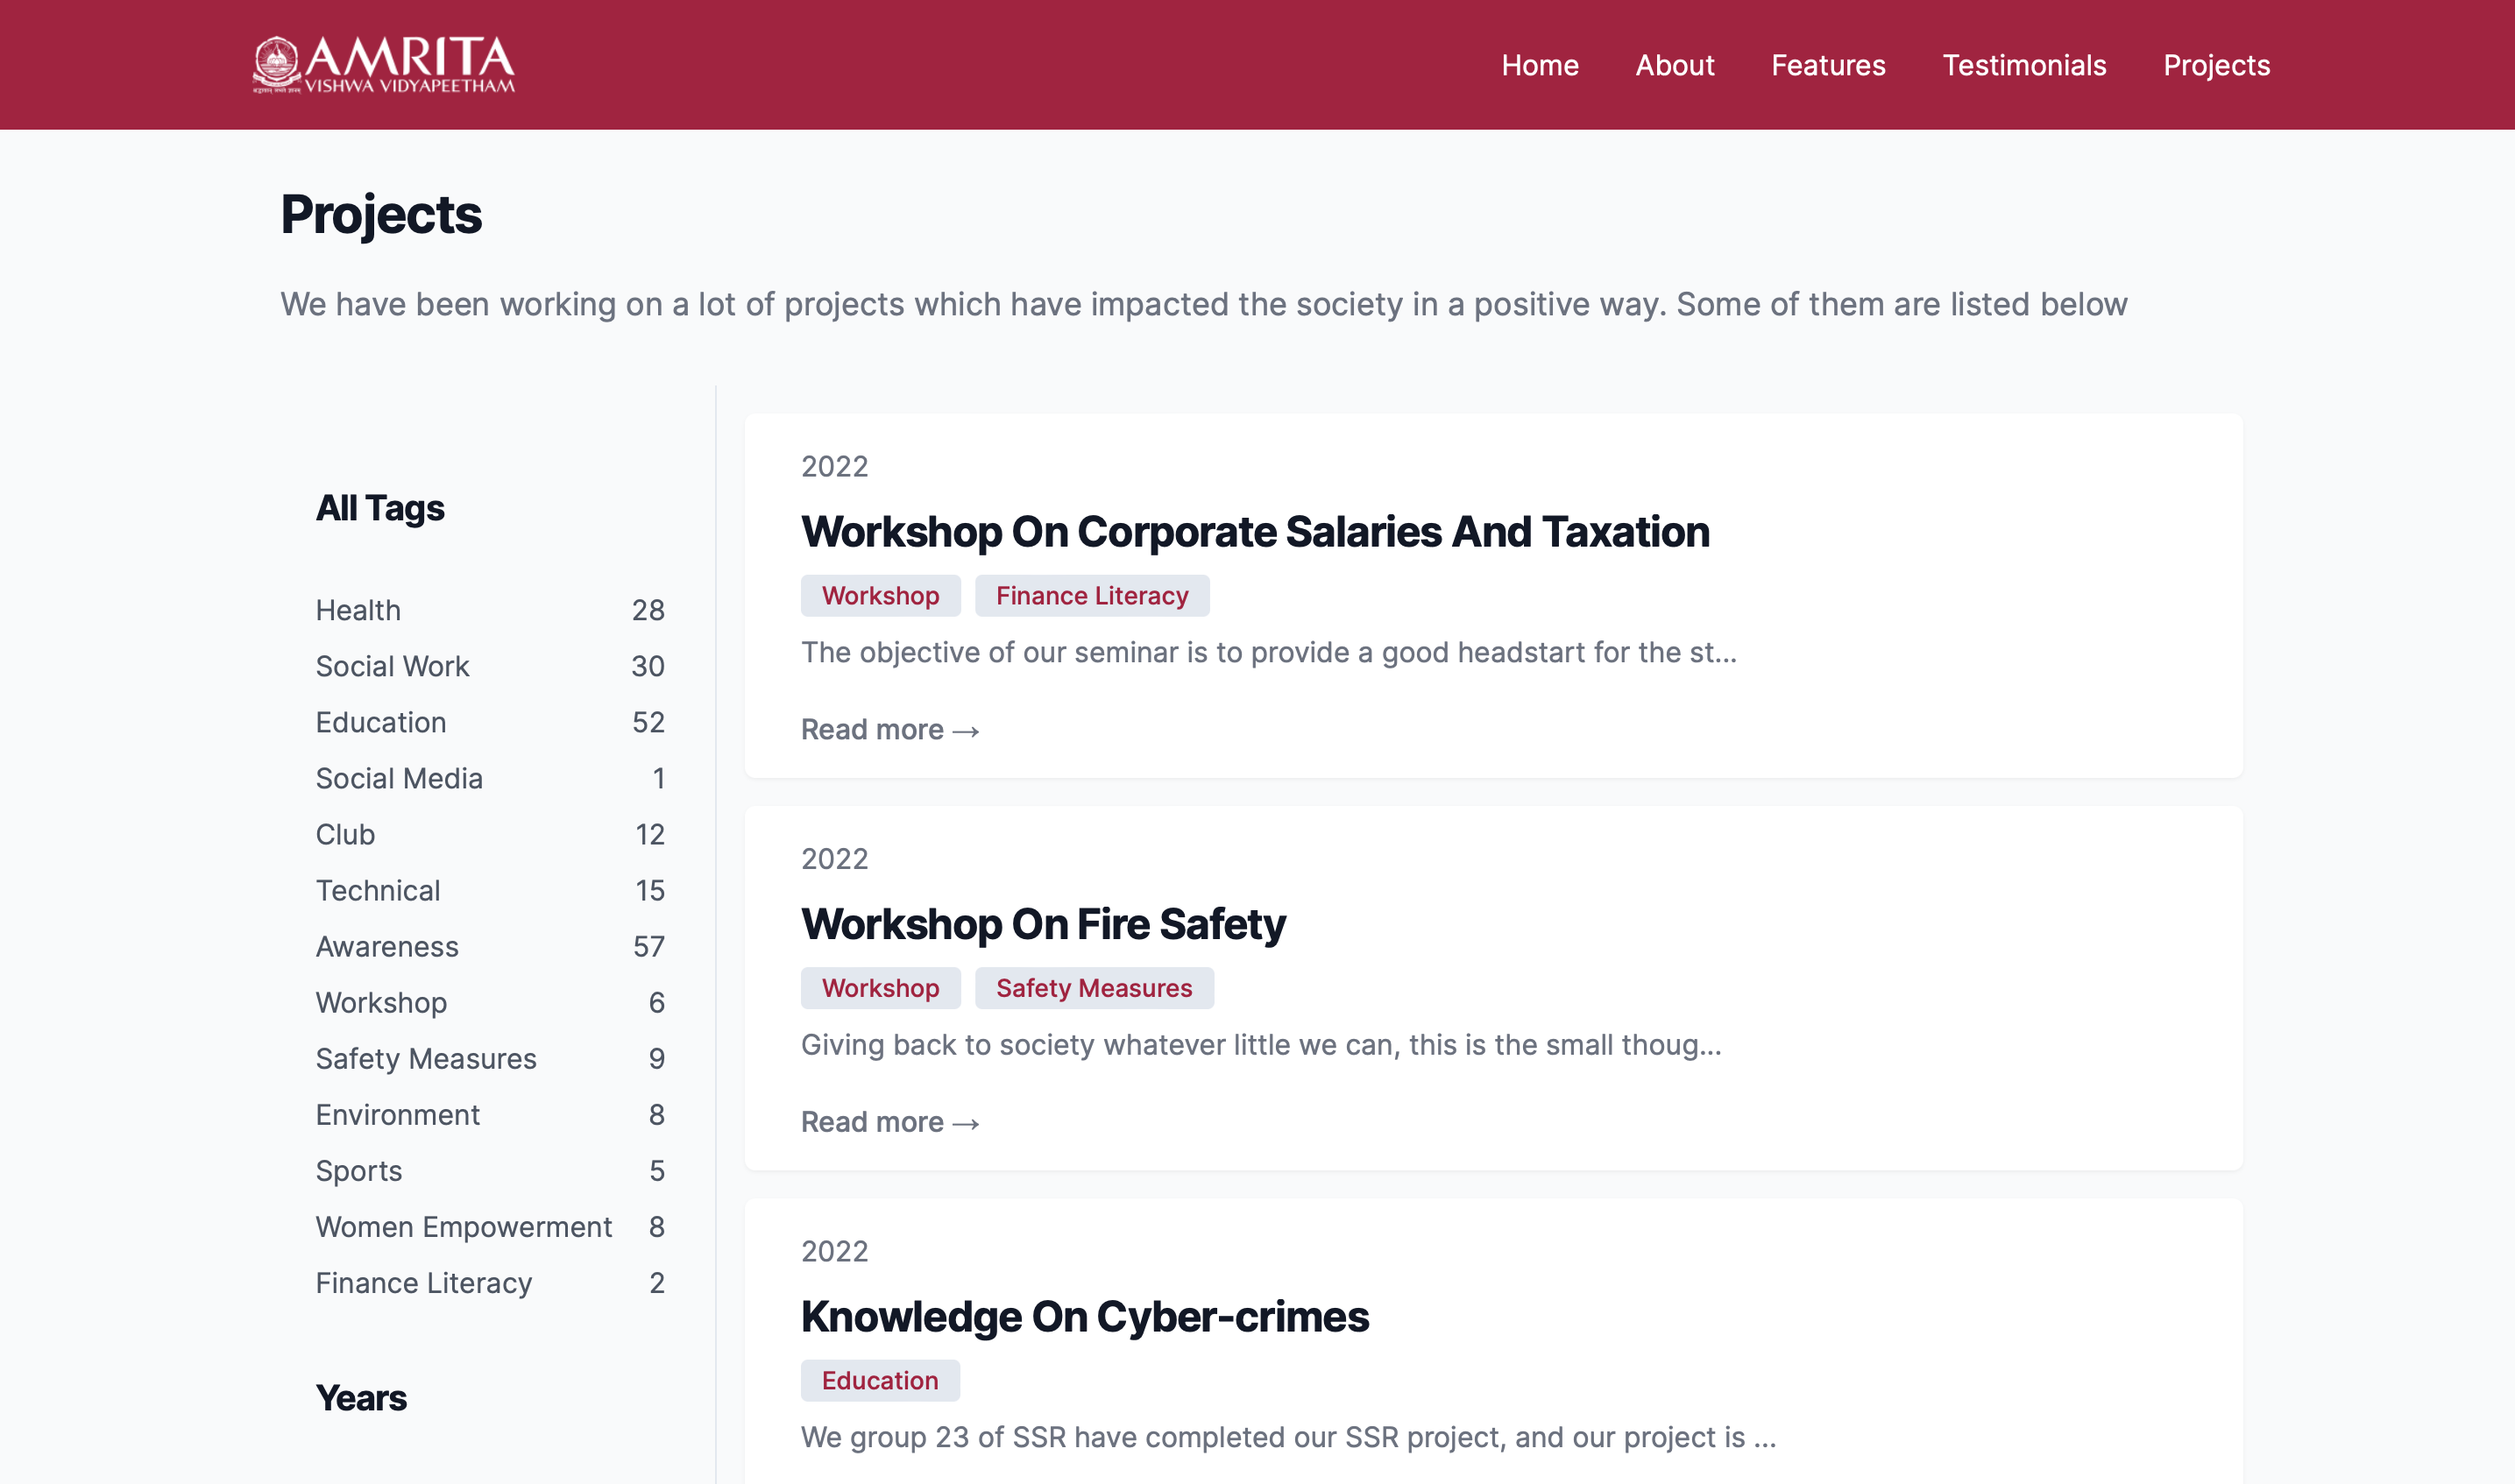 AMRITA
VISHWA VIDYAPEETHAM
Home About Features Testimonials Projects
Projects
We have been working on a lot of projects which have impacted the society in a positive way. Some of them are listed below
All Tags
Health 28
Social Work 30
Education 52
Social Media 1
Club 12
Technical 15
Awareness 57
Workshop 6
Safety Measures 9
Environment 8
Sports 5
Women Empowerment 8
Finance Literacy 2
Years
2022
Workshop On Corporate Salaries And Taxation
Workshop Finance Literacy
The objective of our seminar is to provide a good headstart for the st...
Read more →
2022
Workshop On Fire Safety
Workshop Safety Measures
Giving back to society whatever little we can, this is the small thoug...
Read more →
2022
Knowledge On Cyber-crimes
Education
We group 23 of SSR have completed our SSR project, and our project is ...